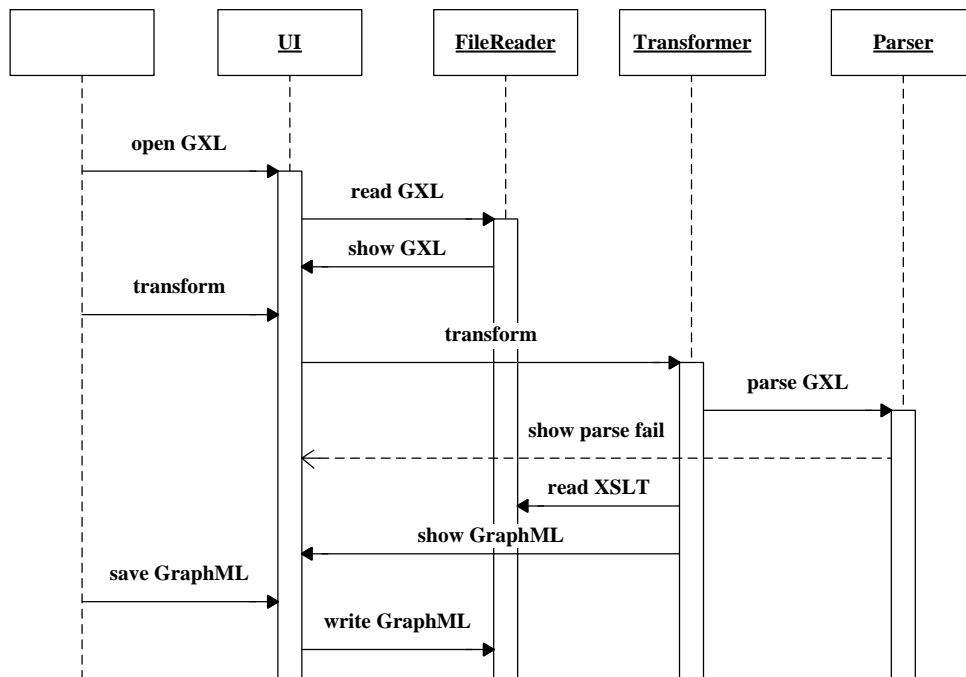 UI
FileReader
Transformer
Parser
open GXL
read GXL
show GXL
transform
transform
parse GXL
show parse fail
read XSLT
show GraphML
save GraphML
write GraphML